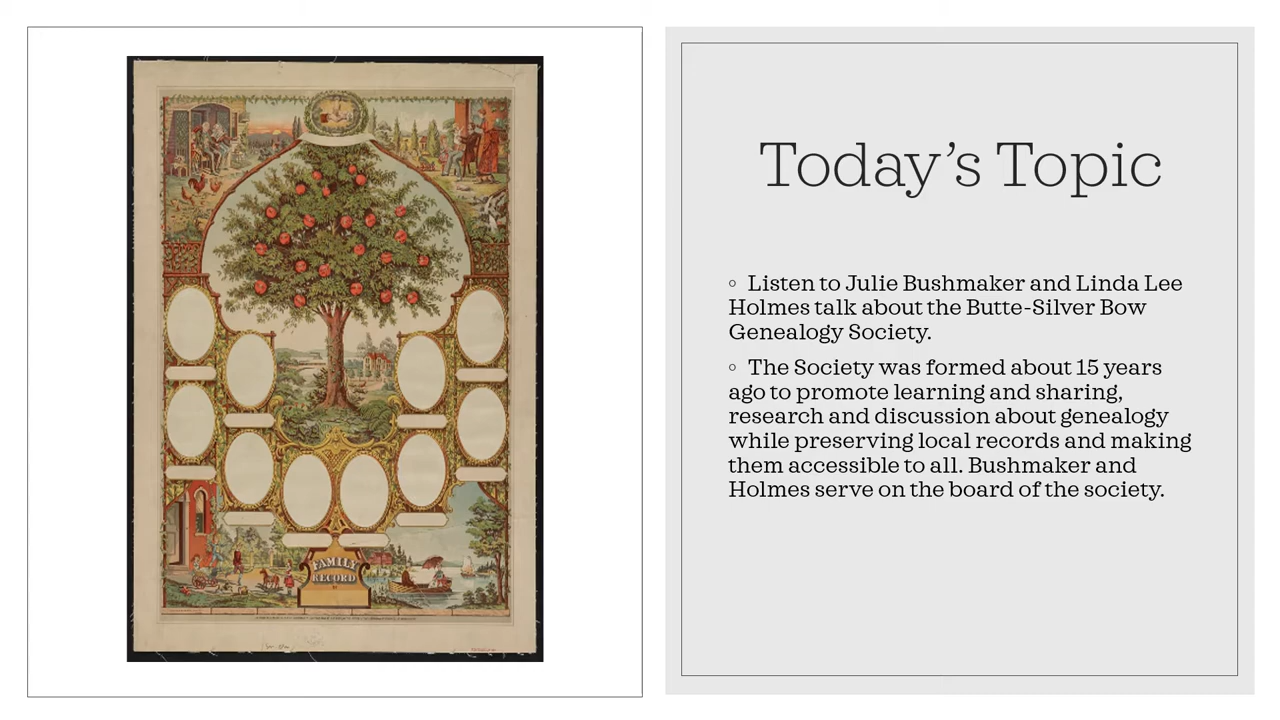 FAMILY
RECORD
Today's Topic
◦ Listen to Julie Bushmaker and Linda Lee
Holmes talk about the Butte-Silver Bow
Genealogy Society.
◦ The Society was formed about 15 years
ago to promote learning and sharing,
research and discussion about genealogy
while preserving local records and making
them accessible to all. Bushmaker and
Holmes serve on the board of the society.